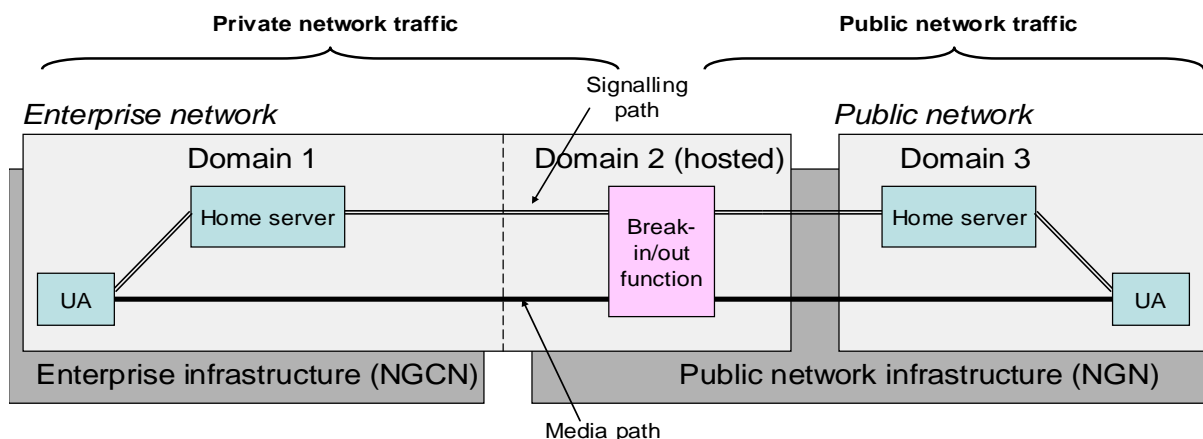 Private network traffic
Public network traffic
Signalling
path
Enterprise network
Public network
Domain 1
Domain 2 (hosted)
Domain 3
Home server
Break-
in/out
function
Home server
UA
UA
Enterprise infrastructure (NGCN)
Public network infrastructure (NGN)
Media path